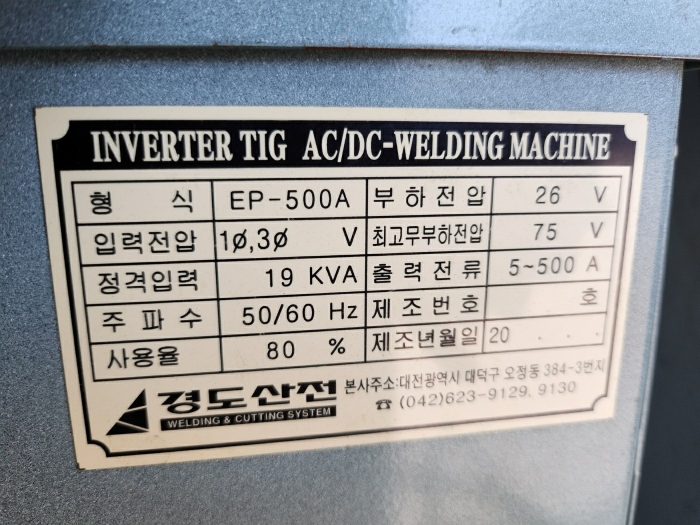 INVERTER TIG AC/DC-WELDING MACHINE
형 식 EP-500A 부하전압 26 V
입력전압 1ø,3ø V 최고무부하전압 75 V
정격입력 19 KVA 출력전류 5~500 A
주파수 50/60 Hz 제조번호 호
사용율 80 % 제조년월일 20 . . .
경도산전 본사주소:대전광역시 대덕구 오정동 384-3번지
WELDING & CUTTING SYSTEM ☎ (042)623-9129, 9130